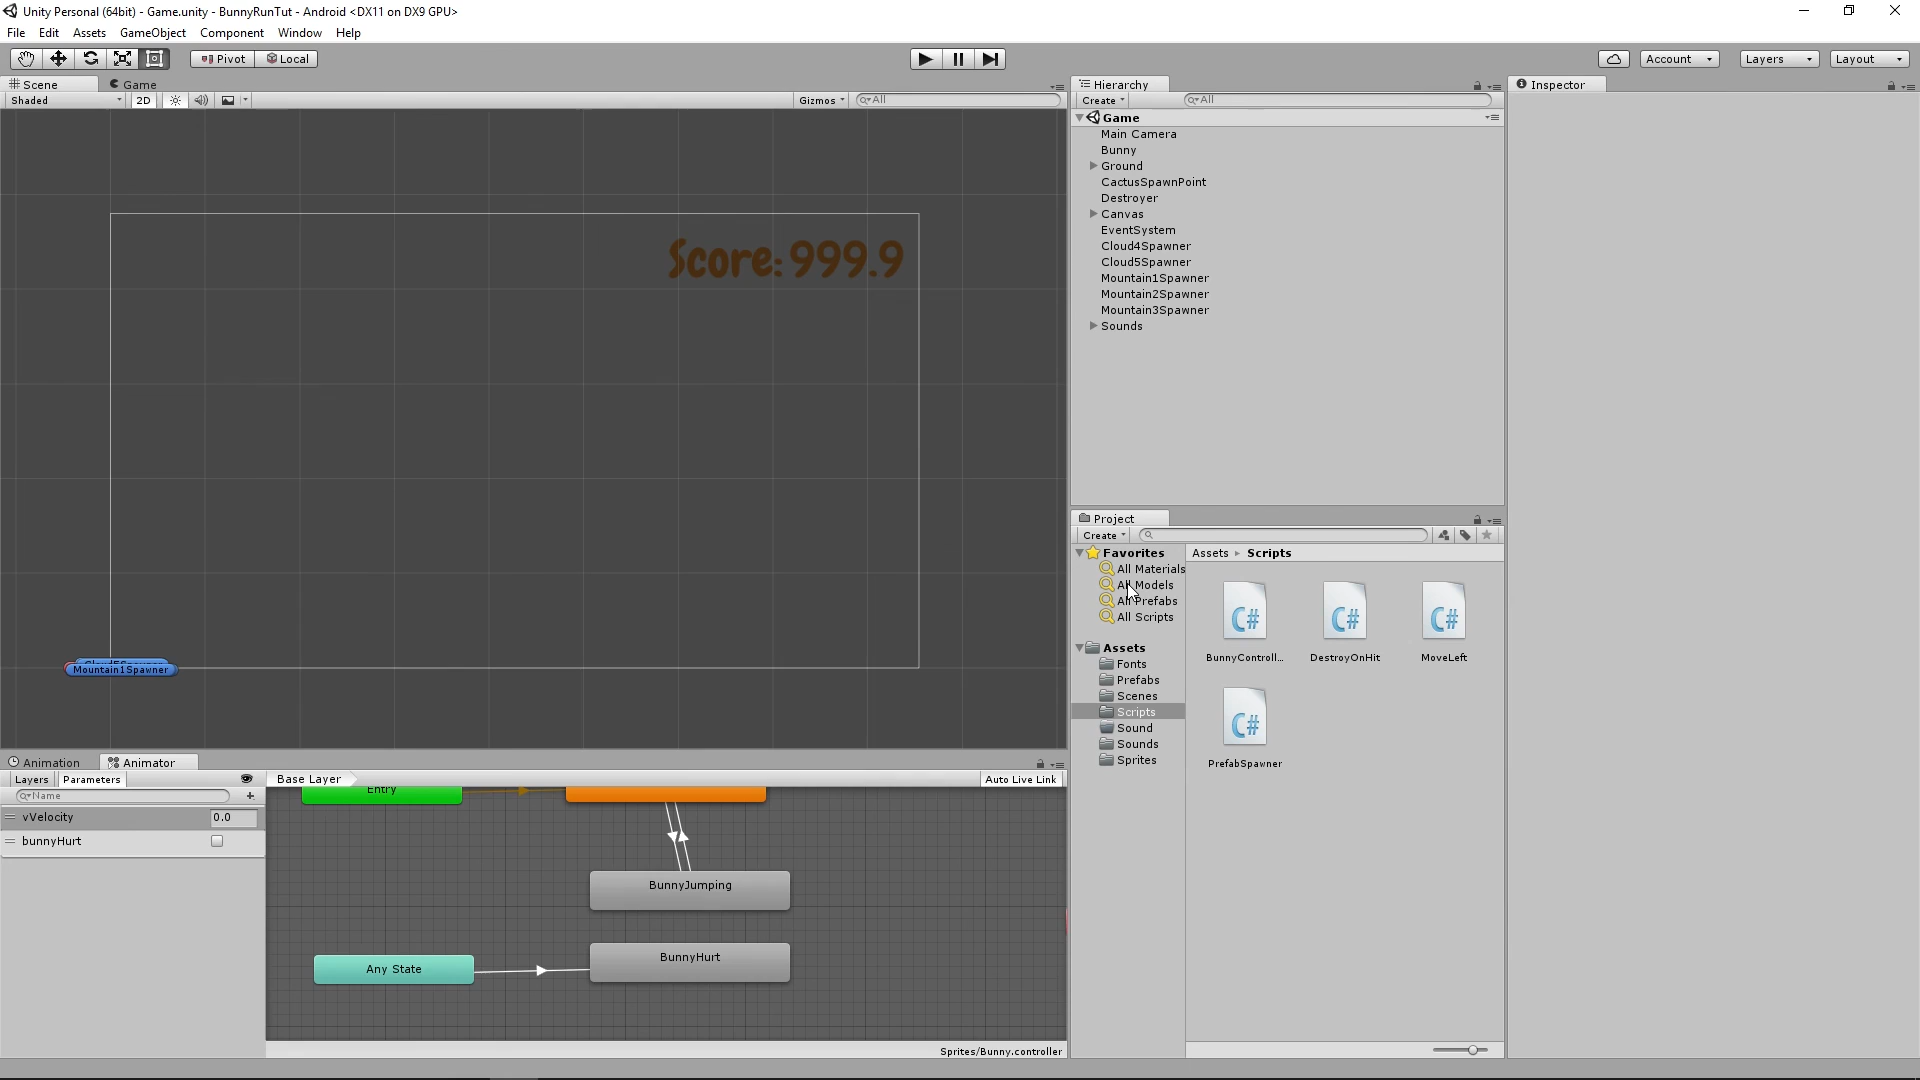 Unity Personal (64bit) - Game.unity - BunnyRunTut - Android <DX11 on DX9 GPU>
File Edit Assets GameObject Component Window Help
Pivot Local Account Layers Layout
Scene Game
Shaded 2D Gizmos All
Score: 999.9
Mountain1Spawner
Hierarchy
Create All
Game
Main Camera
Bunny
Ground
CactusSpawnPoint
Destroyer
Canvas
EventSystem
Cloud4Spawner
Cloud5Spawner
Mountain1Spawner
Mountain2Spawner
Mountain3Spawner
Sounds
Inspector
Project
Create
Favorites
All Materials
All Models
All Prefabs
All Scripts
Assets
Fonts
Prefabs
Scenes
Scripts
Sound
Sounds
Sprites
Assets Scripts
C# C# C#
BunnyControll... DestroyOnHit MoveLeft
C#
PrefabSpawner
Animation Animator
Layers Parameters Base Layer Auto Live Link
Name
vVelocity 0.0
bunnyHurt
Entry
BunnyJumping
BunnyHurt
Any State
Sprites/Bunny.controller